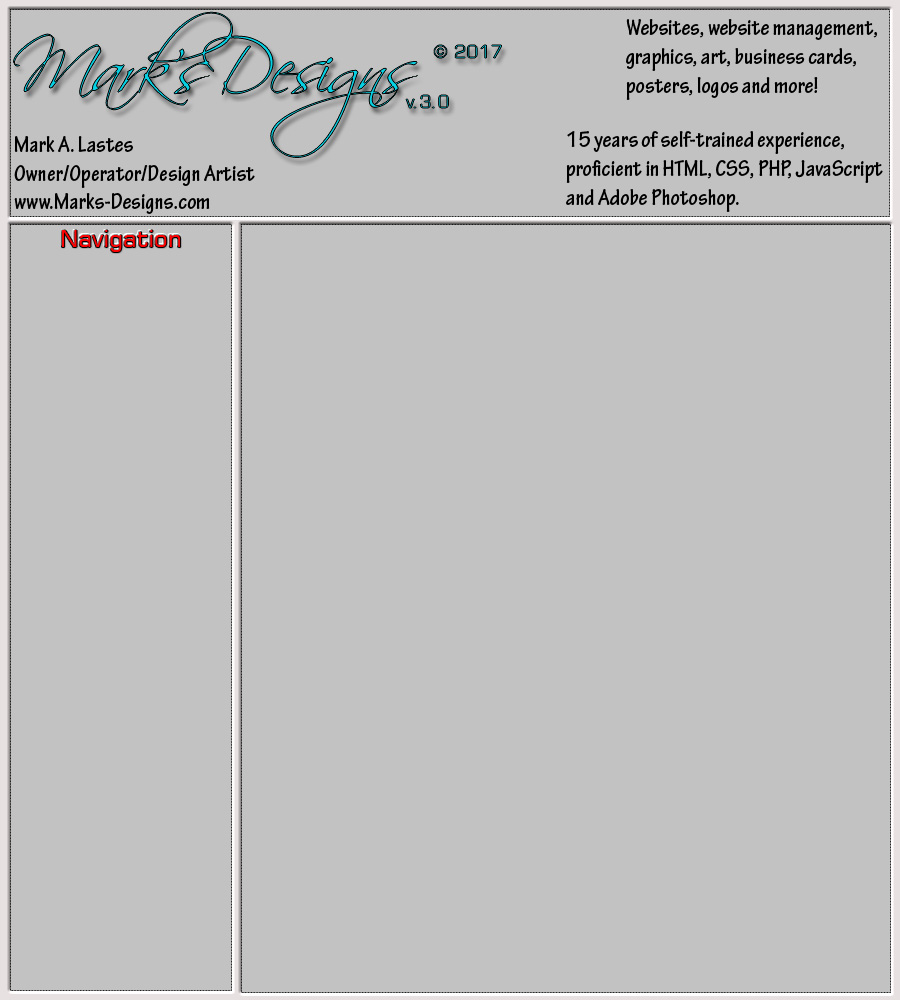 Mark's Designs
© 2017
v.3.0
Websites, website management,
graphics, art, business cards,
posters, logos and more!
Mark A. Lastes
Owner/Operator/Design Artist
www.Marks-Designs.com
15 years of self-trained experience,
proficient in HTML, CSS, PHP, JavaScript
and Adobe Photoshop.
Navigation